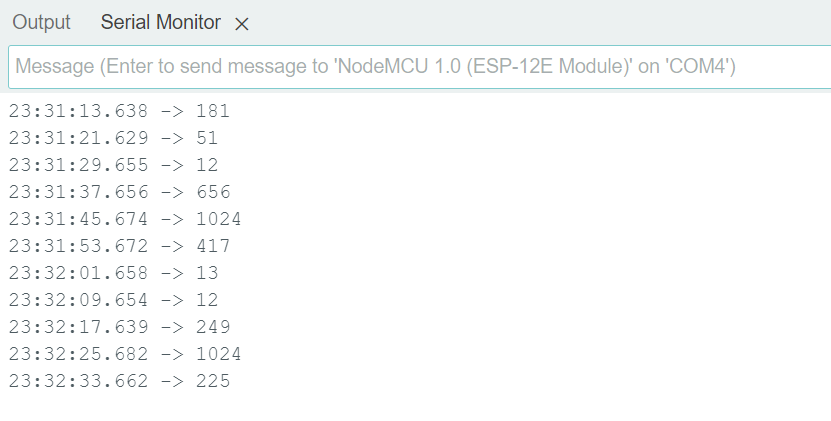 Output Serial Monitor ×
Message (Enter to send message to 'NodeMCU 1.0 (ESP-12E Module)' on 'COM4')
23:31:13.638 -> 181
23:31:21.629 -> 51
23:31:29.655 -> 12
23:31:37.656 -> 656
23:31:45.674 -> 1024
23:31:53.672 -> 417
23:32:01.658 -> 13
23:32:09.654 -> 12
23:32:17.639 -> 249
23:32:25.682 -> 1024
23:32:33.662 -> 225